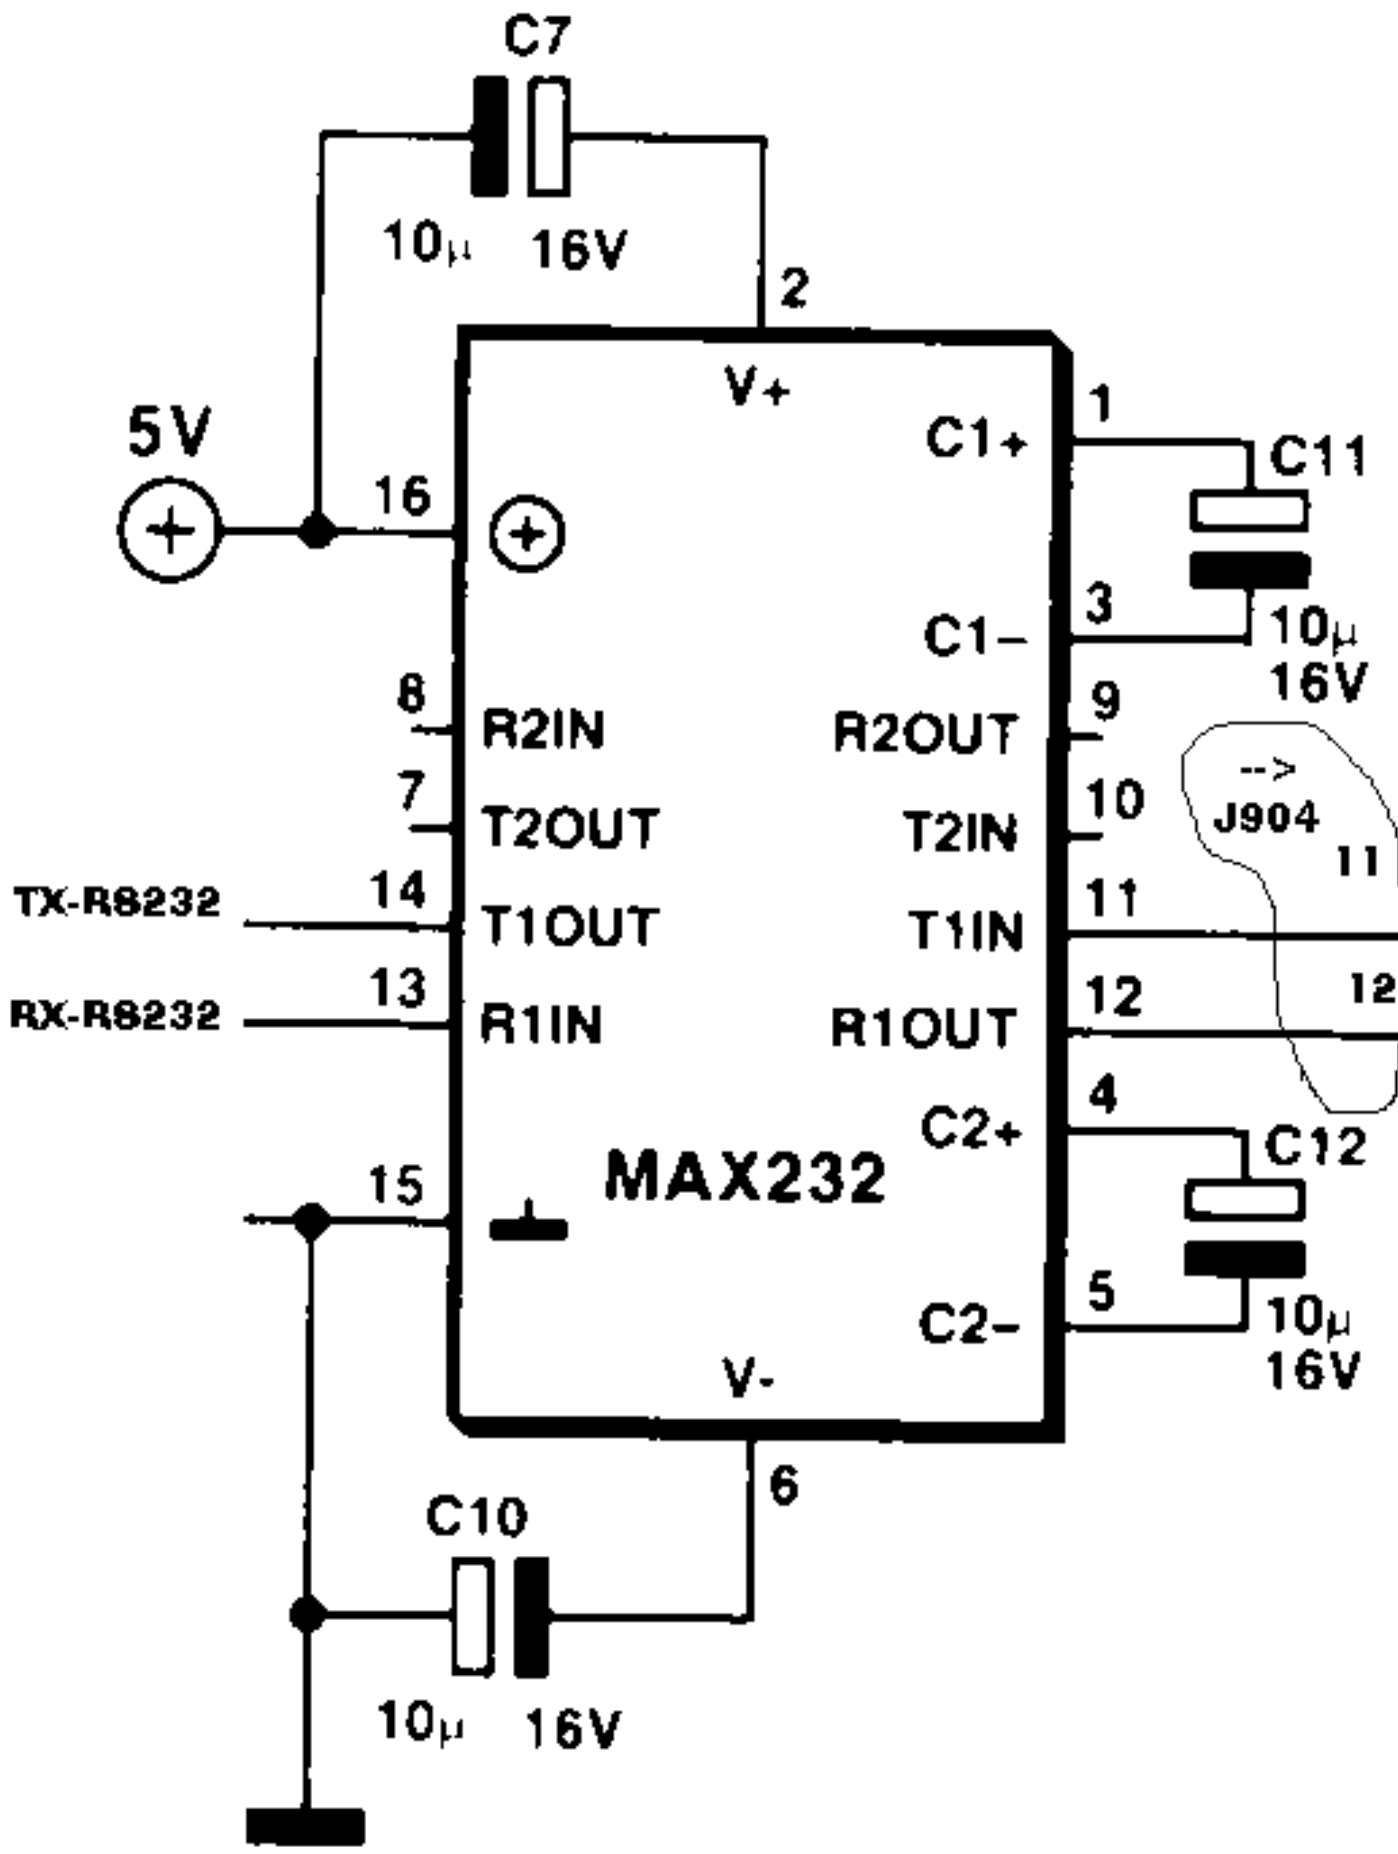 C7
10µ 16V
2
V+
5V
16
C1+
1
C11
C1−
3
10µ
16V
8
R2IN
R2OUT
9
-->
J904
7
T2OUT
T2IN
10
11
TX-RS232
14
T1OUT
T1IN
11
12
RX-RS232
13
R1IN
R1OUT
12
C2+
4
C12
15
MAX232
C2−
5
10µ
16V
V-
6
C10
10µ 16V